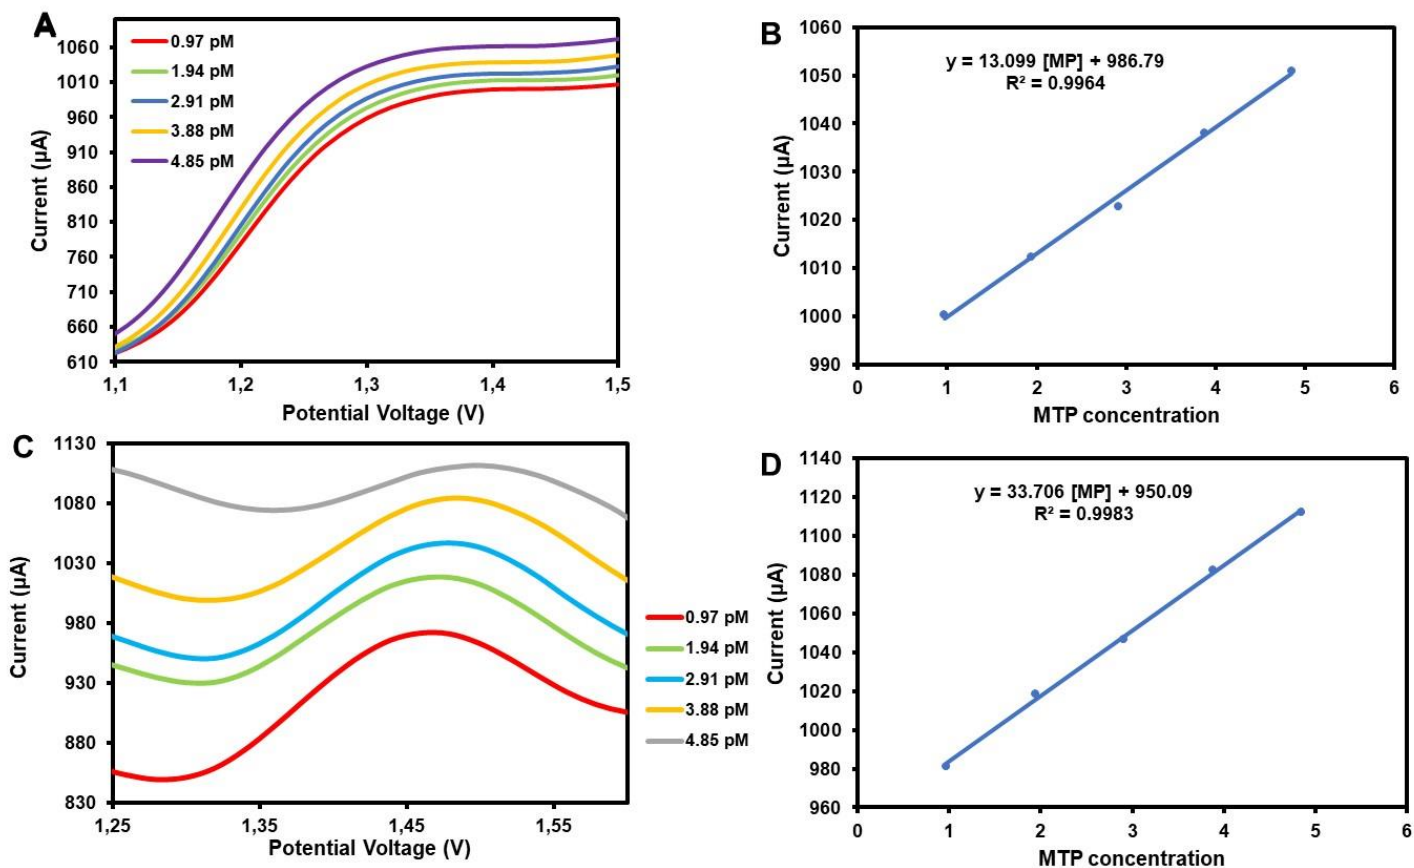 A
0.97 pM
1.94 pM
2.91 pM
3.88 pM
4.85 pM
1060
1010
960
910
860
810
760
710
660
610
Current (µA)
1,1
1,2
1,3
1,4
1,5
Potential Voltage (V)
B
y = 13.099 [MP] + 986.79
R² = 0.9964
1060
1050
1040
1030
1020
1010
1000
990
Current (µA)
0
1
2
3
4
5
6
MTP concentration
C
1130
1080
1030
980
930
880
830
Current (µA)
1,25
1,35
1,45
1,55
Potential Voltage (V)
0.97 pM
1.94 pM
2.91 pM
3.88 pM
4.85 pM
D
y = 33.706 [MP] + 950.09
R² = 0.9983
1140
1120
1100
1080
1060
1040
1020
1000
980
960
Current (µA)
0
1
2
3
4
5
6
MTP concentration